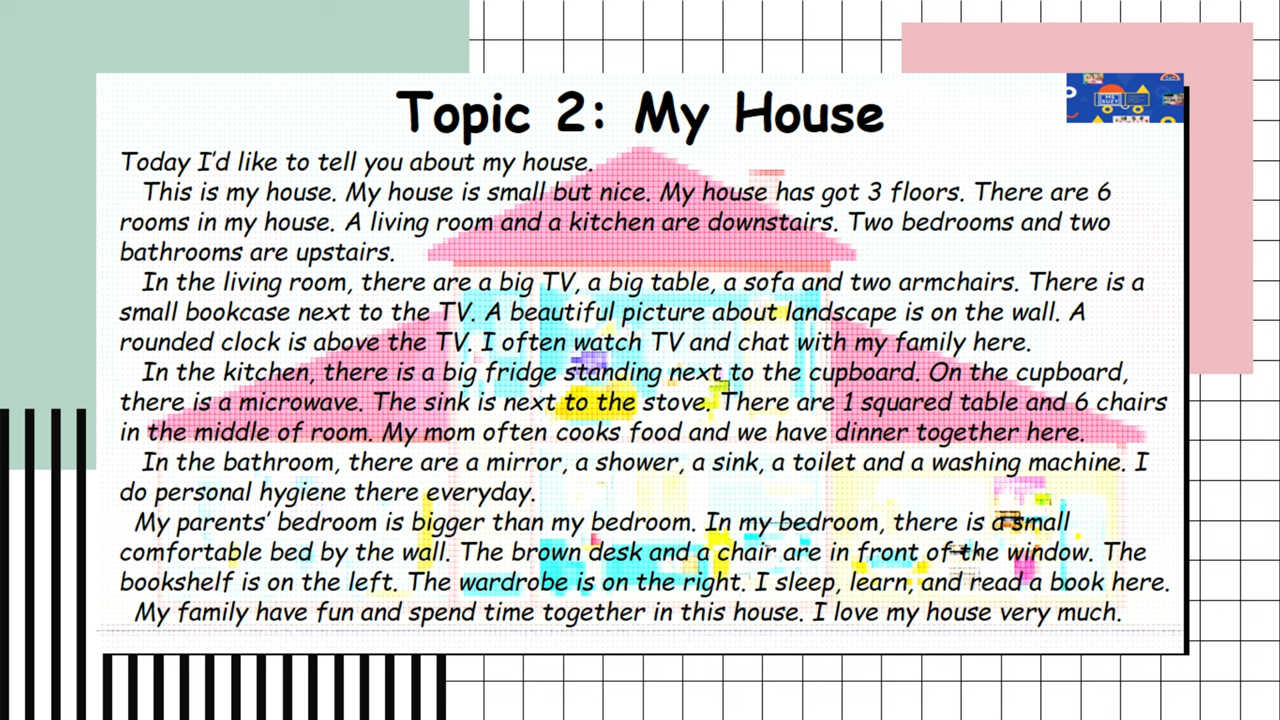 Topic 2: My House
Today I'd like to tell you about my house.
This is my house. My house is small but nice. My house has got 3 floors. There are 6
rooms in my house. A living room and a kitchen are downstairs. Two bedrooms and two
bathrooms are upstairs.
In the living room, there are a big TV, a big table, a sofa and two armchairs. There is a
small bookcase next to the TV. A beautiful picture about landscape is on the wall. A
rounded clock is above the TV. I often watch TV and chat with my family here.
In the kitchen, there is a big fridge standing next to the cupboard. On the cupboard,
there is a microwave. The sink is next to the stove. There are 1 squared table and 6 chairs
in the middle of room. My mom often cooks food and we have dinner together here.
In the bathroom, there are a mirror, a shower, a sink, a toilet and a washing machine. I
do personal hygiene there everyday.
My parents' bedroom is bigger than my bedroom. In my bedroom, there is a small
comfortable bed by the wall. The brown desk and a chair are in front of the window. The
bookshelf is on the left. The wardrobe is on the right. I sleep, learn, and read a book here.
My family have fun and spend time together in this house. I love my house very much.